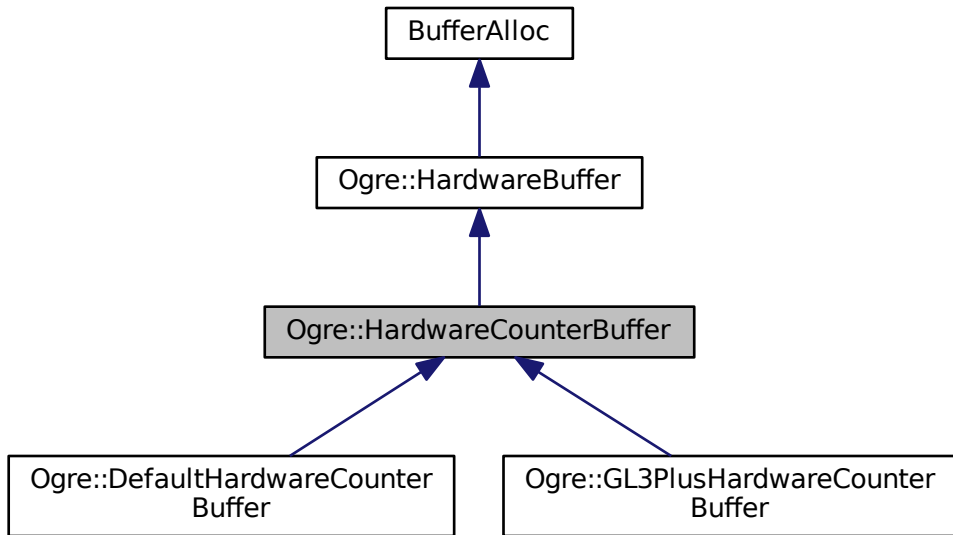 BufferAlloc
Ogre::HardwareBuffer
Ogre::HardwareCounterBuffer
Ogre::DefaultHardwareCounter
Buffer
Ogre::GL3PlusHardwareCounter
Buffer